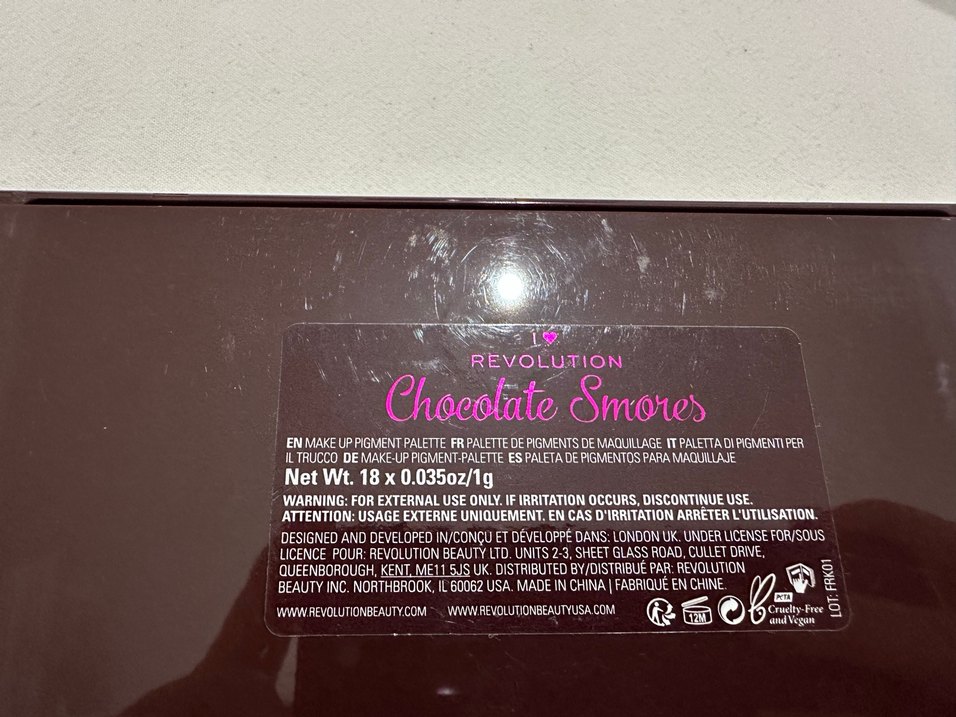 I
REVOLUTION
Chocolate Smores
EN MAKE UP PIGMENT PALETTE FR PALETTE DE PIGMENTS DE MAQUILLAGE IT PALETTA DI PIGMENTI PER
IL TRUCCO DE MAKE-UP PIGMENT-PALETTE ES PALETA DE PIGMENTOS PARA MAQUILLAJE
Net Wt. 18 x 0.035oz/1g
WARNING: FOR EXTERNAL USE ONLY. IF IRRITATION OCCURS, DISCONTINUE USE.
ATTENTION: USAGE EXTERNE UNIQUEMENT. EN CAS D'IRRITATION ARRÊTER L'UTILISATION.
DESIGNED AND DEVELOPED IN/CONÇU ET DÉVELOPPÉ DANS: LONDON UK. UNDER LICENSE FOR/SOUS
LICENCE POUR: REVOLUTION BEAUTY LTD. UNITS 2-3, SHEET GLASS ROAD, CULLET DRIVE,
QUEENBOROUGH, KENT, ME11 5JS UK. DISTRIBUTED BY/DISTRIBUÉ PAR: REVOLUTION
BEAUTY INC. NORTHBROOK, IL 60062 USA. MADE IN CHINA | FABRIQUÉ EN CHINE.
WWW.REVOLUTIONBEAUTY.COM WWW.REVOLUTIONBEAUTYUSA.COM
12M
PETA
Cruelty-Free
and Vegan
LOT: FRK01